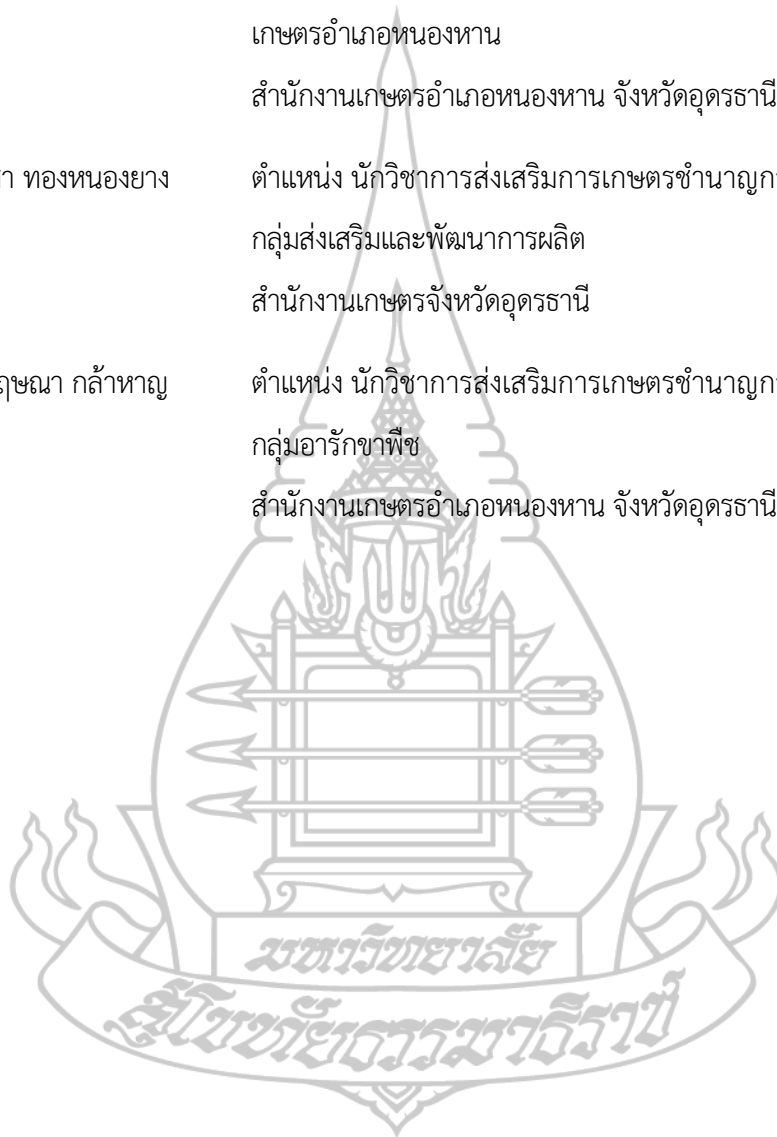 เกษตรอำเภอหนองหาน
สำนักงานเกษตรอำเภอหนองหาน จังหวัดอุดรธานี
ทองหนองยาง ตำแหน่ง นักวิชาการส่งเสริมการเกษตรชำนาญก
กลุ่มส่งเสริมและพัฒนาการผลิต
สำนักงานเกษตรจังหวัดอุดรธานี
กล้าหาญ ตำแหน่ง นักวิชาการส่งเสริมการเกษตรชำนาญก
กลุ่มอารักขาพืช
สำนักงานเกษตรอำเภอหนองหาน จังหวัดอุดรธานี
มหาวิทยาลัย
สุโขทัยธรรมาธิราช